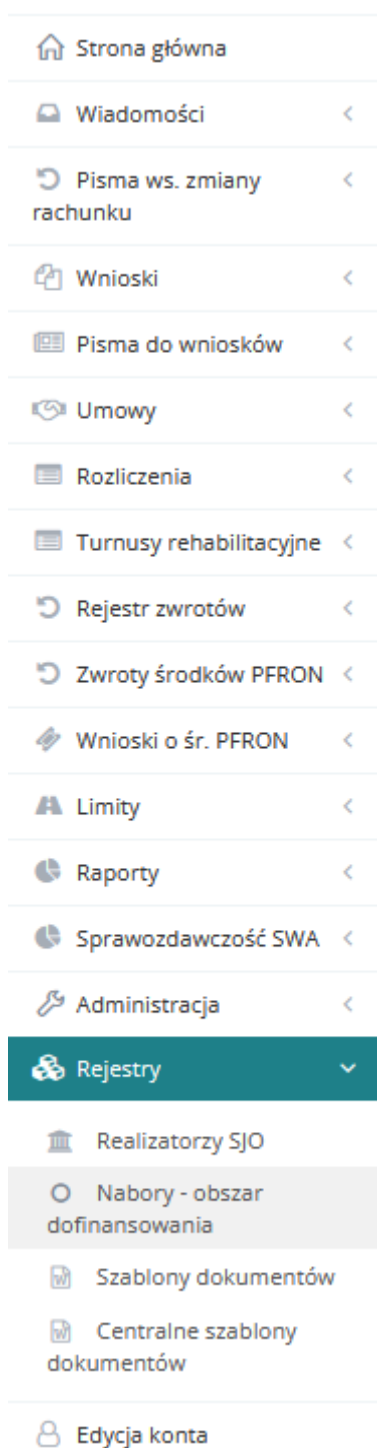 Strona główna
Wiadomości
Pisma ws. zmiany
rachunku
Wnioski
Pisma do wniosków
Umowy
Rozliczenia
Turnusy rehabilitacyjne
Rejestr zwrotów
Zwroty środków PFRON
Wnioski o śr. PFRON
Limity
Raporty
Sprawozdawczość SWA
Administracja
Rejestry
Realizatorzy SJO
Nabory - obszar
dofinansowania
Szablony dokumentów
Centralne szablony
dokumentów
Edycja konta